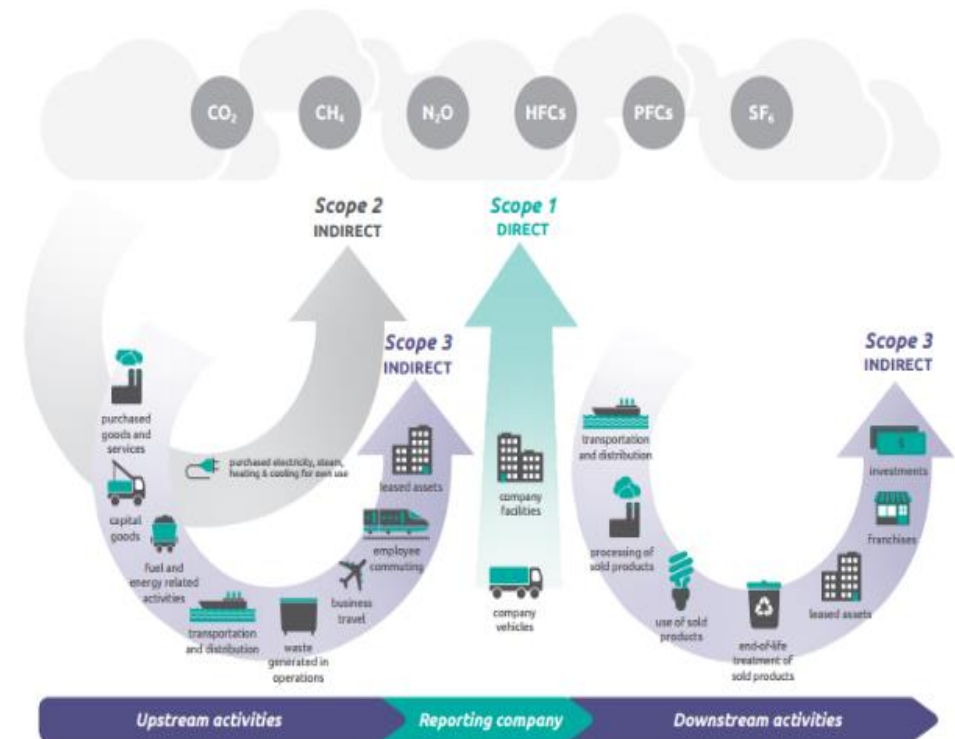 CO₂
CH₄
N₂O
HFCs
PFCs
SF₆
Scope 2
INDIRECT
Scope 1
DIRECT
Scope 3
INDIRECT
Scope 3
INDIRECT
purchased
goods and
services
capital
goods
Fuel and
energy related
activities
transportation
and distribution
waste
generated in
operations
business
travel
employee
commuting
leased assets
purchased electricity, steam,
heating & cooling for own use
company
facilities
company
vehicles
transportation
and distribution
processing of
sold products
use of sold
products
end-of-life
treatment of
sold products
leased assets
franchises
investments
$
Upstream activities
Reporting company
Downstream activities